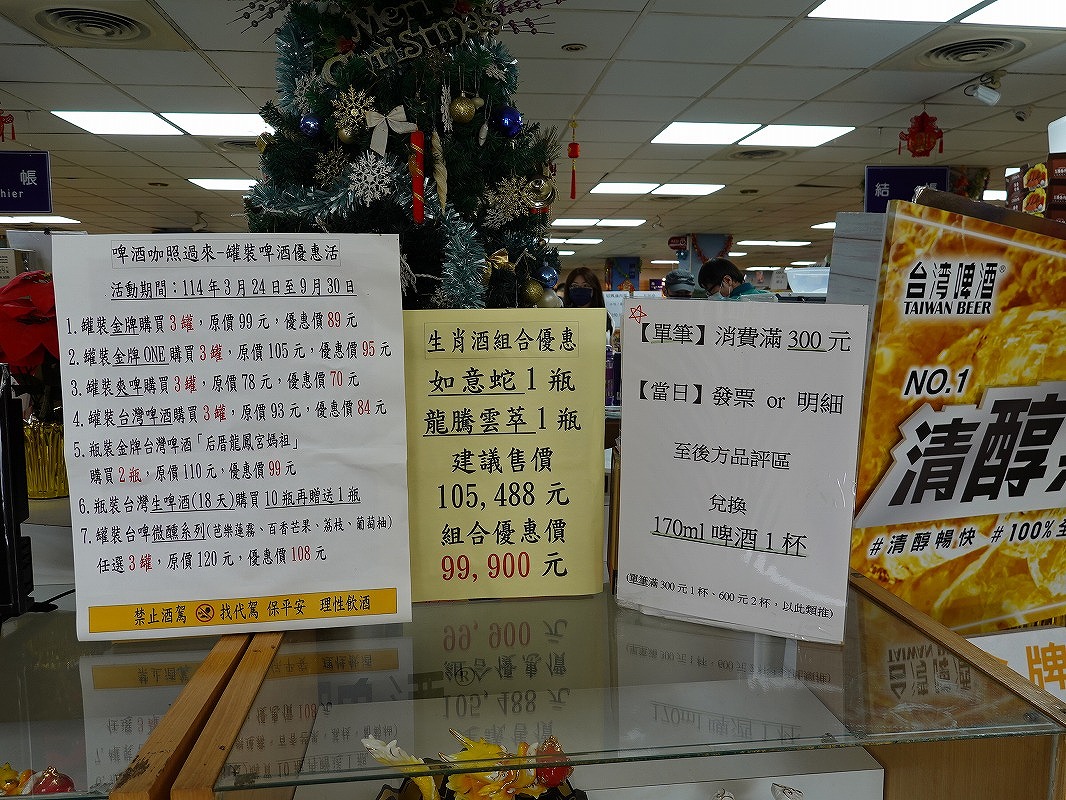 Merry
Christmas
帳
hier
結 帳
啤酒咖照過來-罐裝啤酒優惠活
活動期間：114年3月24日至9月30日
1. 罐裝金牌購買3罐，原價99元，優惠價89元
2. 罐裝金牌ONE購買3罐，原價105元，優惠價95元
3. 罐裝爽啤購買3罐，原價78元，優惠價70元
4. 罐裝台灣啤酒購買3罐，原價93元，優惠價84元
5. 瓶裝金牌台灣啤酒「后厝龍鳳宮媽祖」
購買2瓶，原價110元，優惠價99元
6. 瓶裝台灣生啤酒(18天)購買10瓶再贈送1瓶
7. 罐裝台啤微醺系列(芭樂蓮霧、百香芒果、荔枝、葡萄柚)
任選3罐，原價120元，優惠價108元
禁止酒駕 找代駕 保平安 理性飲酒
生肖酒組合優惠
如意蛇1瓶
龍騰雲萃1瓶
建議售價
105,488元
組合優惠價
99,900元
【單筆】消費滿300元
【當日】發票 or 明細
至後方品評區
兌換
170ml啤酒1杯
(單筆滿300元1杯、600元2杯，以此類推)
台湾啤酒®
TAIWAN BEER
NO.1
清醇
#清醇暢快 #100%全
牌